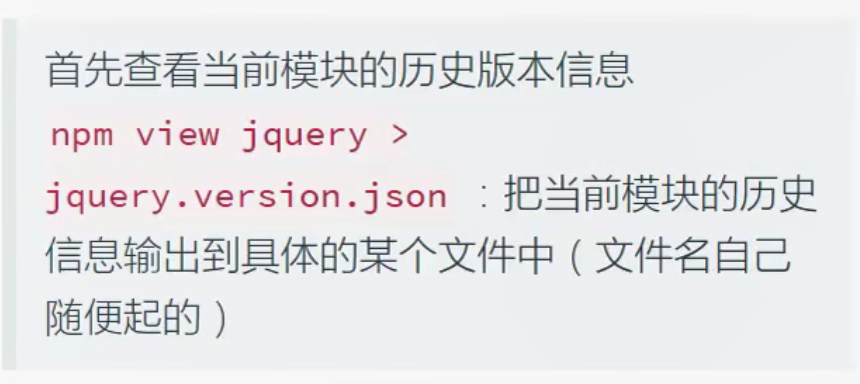 首先查看当前模块的历史版本信息
npm view jquery >
jquery.version.json ：把当前模块的历史
信息输出到具体的某个文件中（文件名自己
随便起的）